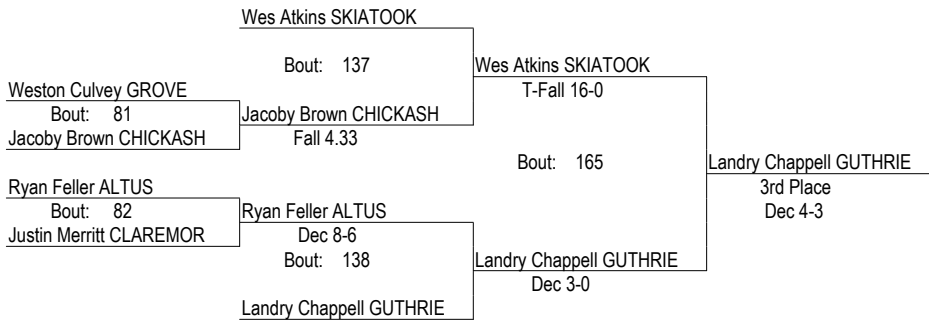 Wes Atkins SKIATOOK
Bout: 137
Wes Atkins SKIATOOK
T-Fall 16-0
Weston Culvey GROVE
Bout: 81
Jacoby Brown CHICKASH
Jacoby Brown CHICKASH
Fall 4.33
Bout: 165
Landry Chappell GUTHRIE
3rd Place
Dec 4-3
Ryan Feller ALTUS
Bout: 82
Justin Merritt CLAREMOR
Ryan Feller ALTUS
Dec 8-6
Bout: 138
Landry Chappell GUTHRIE
Dec 3-0
Landry Chappell GUTHRIE